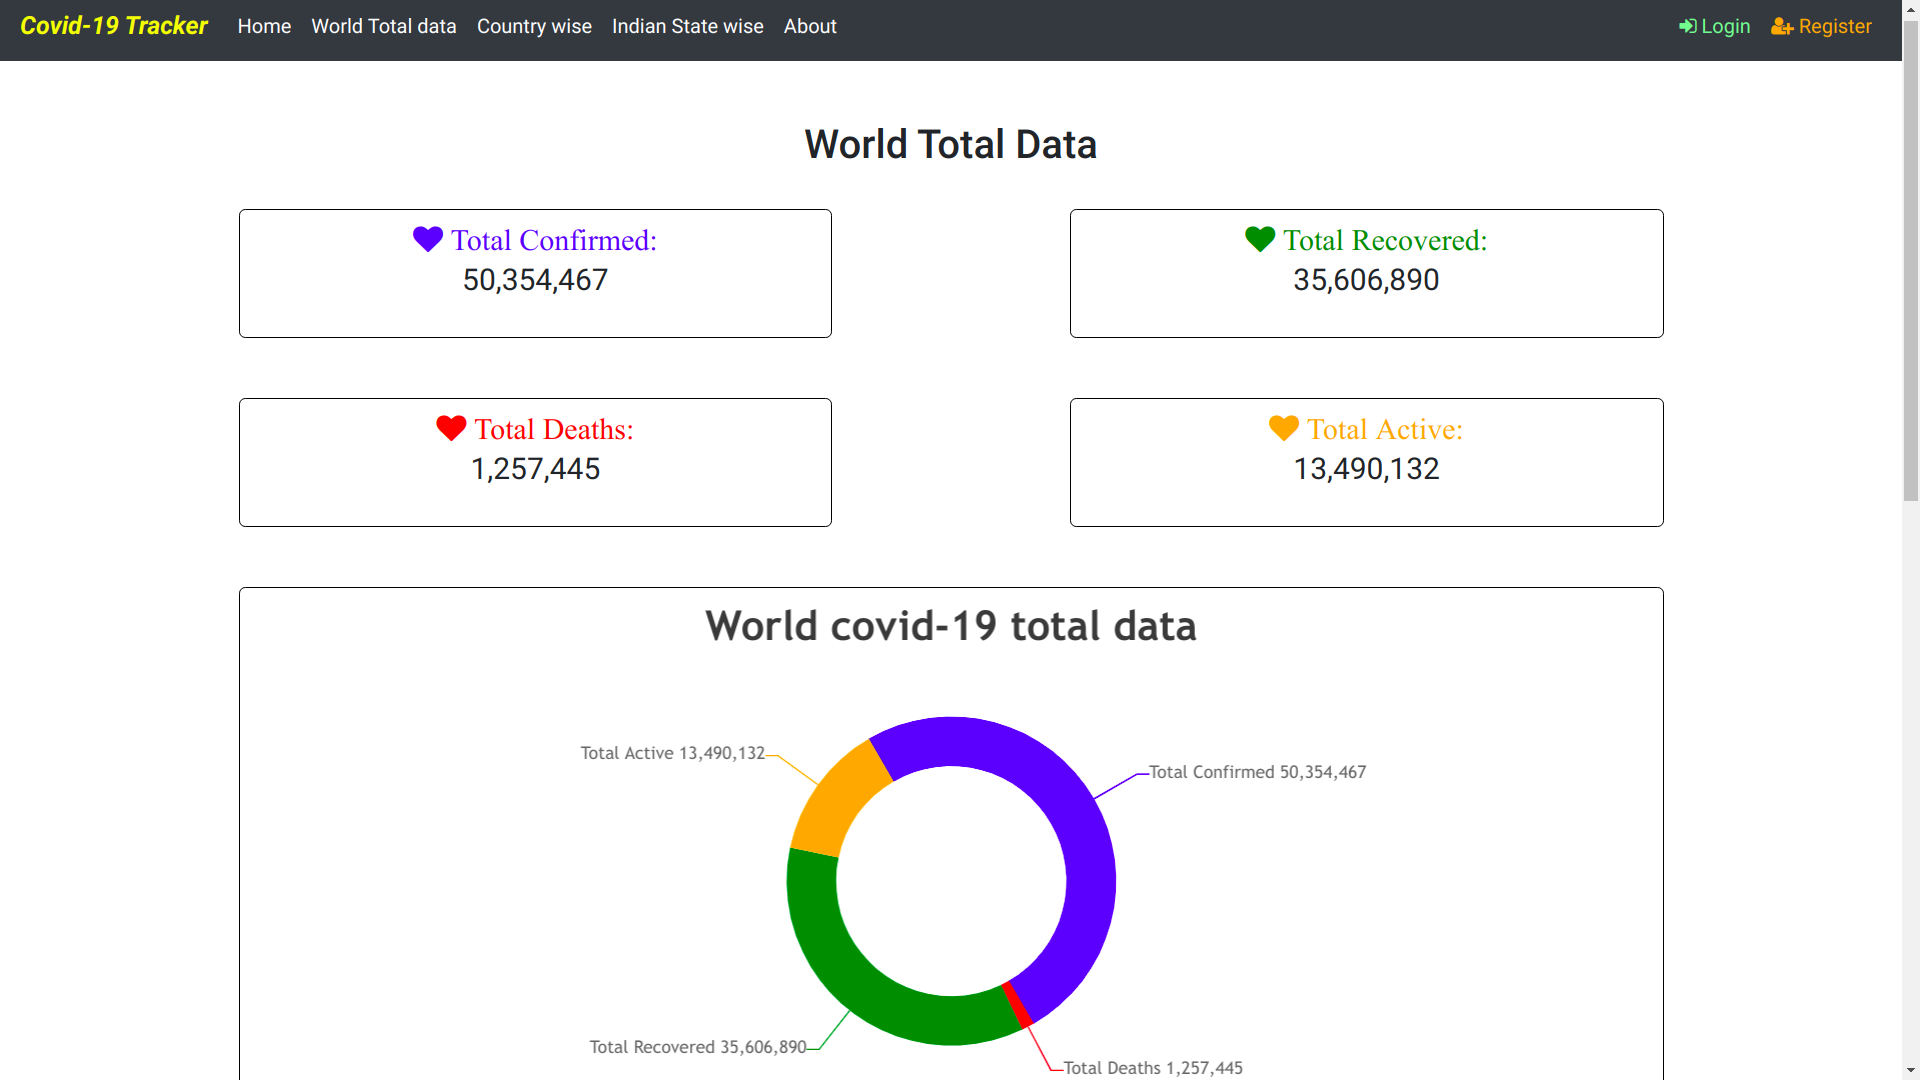 Covid-19 Tracker Home World Total data Country wise Indian State wise About Login Register
World Total Data
Total Confirmed:
50,354,467
Total Recovered:
35,606,890
Total Deaths:
1,257,445
Total Active:
13,490,132
World covid-19 total data
Total Active 13,490,132
Total Confirmed 50,354,467
Total Recovered 35,606,890
Total Deaths 1,257,445